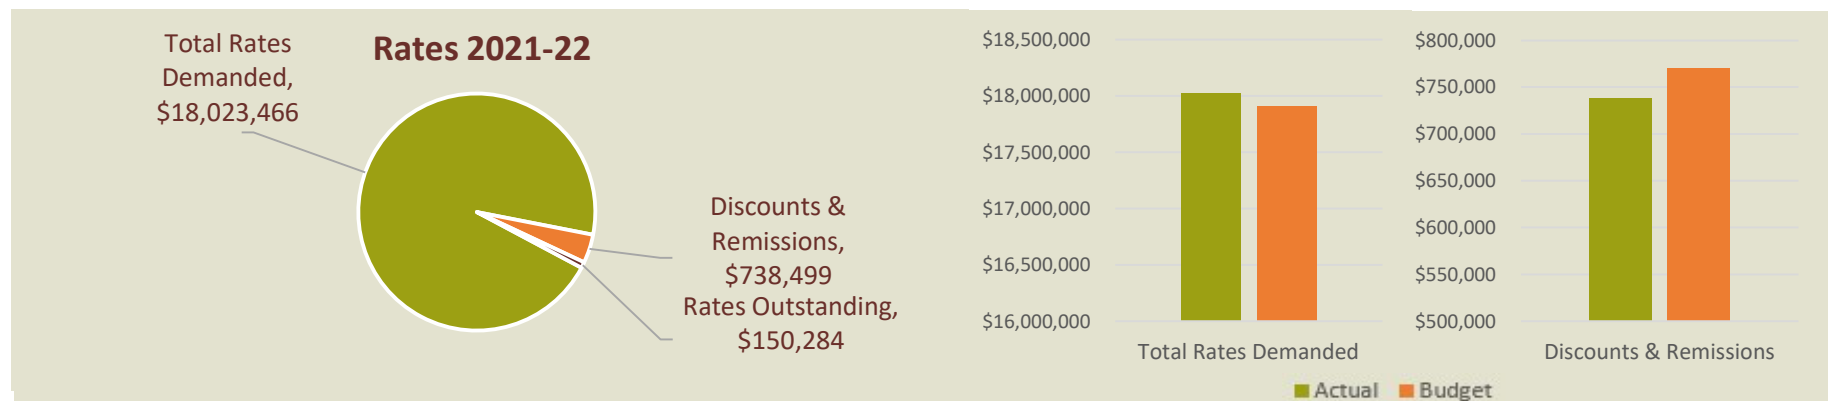 Rates 2021-22
Total Rates
Demanded,
$18,023,466
Discounts &
Remissions,
$738,499
Rates Outstanding,
$150,284
$18,500,000
$18,000,000
$17,500,000
$17,000,000
$16,500,000
$16,000,000
Total Rates Demanded
$800,000
$750,000
$700,000
$650,000
$600,000
$550,000
$500,000
Discounts & Remissions
Actual Budget